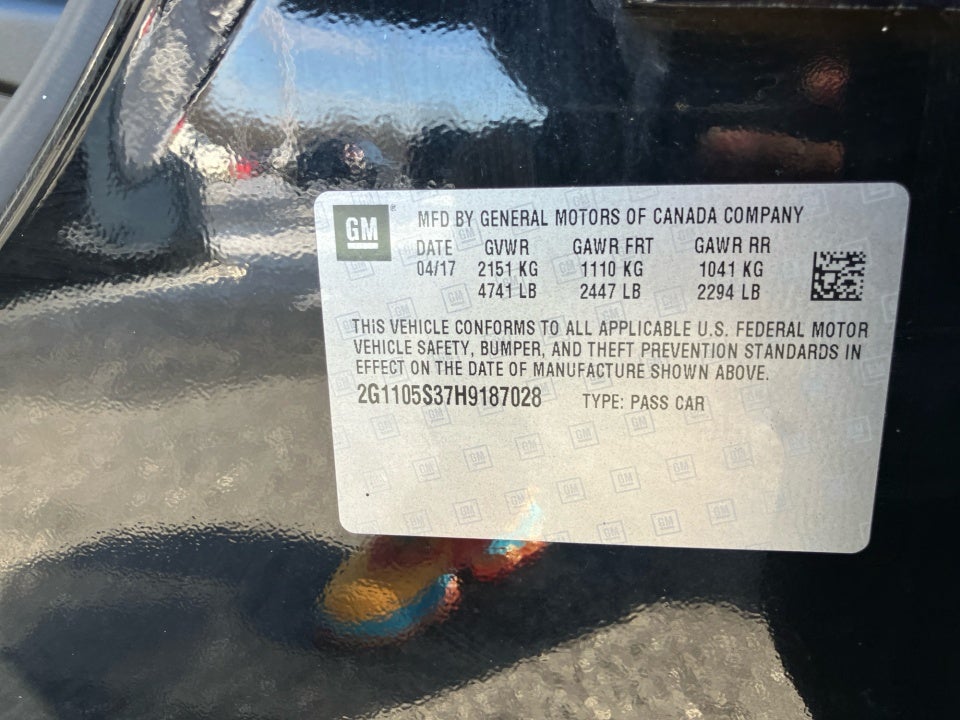 GM ® MFD BY GENERAL MOTORS OF CANADA COMPANY
DATE GVWR GAWR FRT GAWR RR
04/17 2151 KG 1110 KG 1041 KG
4741 LB 2447 LB 2294 LB
THIS VEHICLE CONFORMS TO ALL APPLICABLE U.S. FEDERAL MOTOR
VEHICLE SAFETY, BUMPER, AND THEFT PREVENTION STANDARDS IN
EFFECT ON THE DATE OF MANUFACTURE SHOWN ABOVE.
2G1105S37H9187028 TYPE: PASS CAR